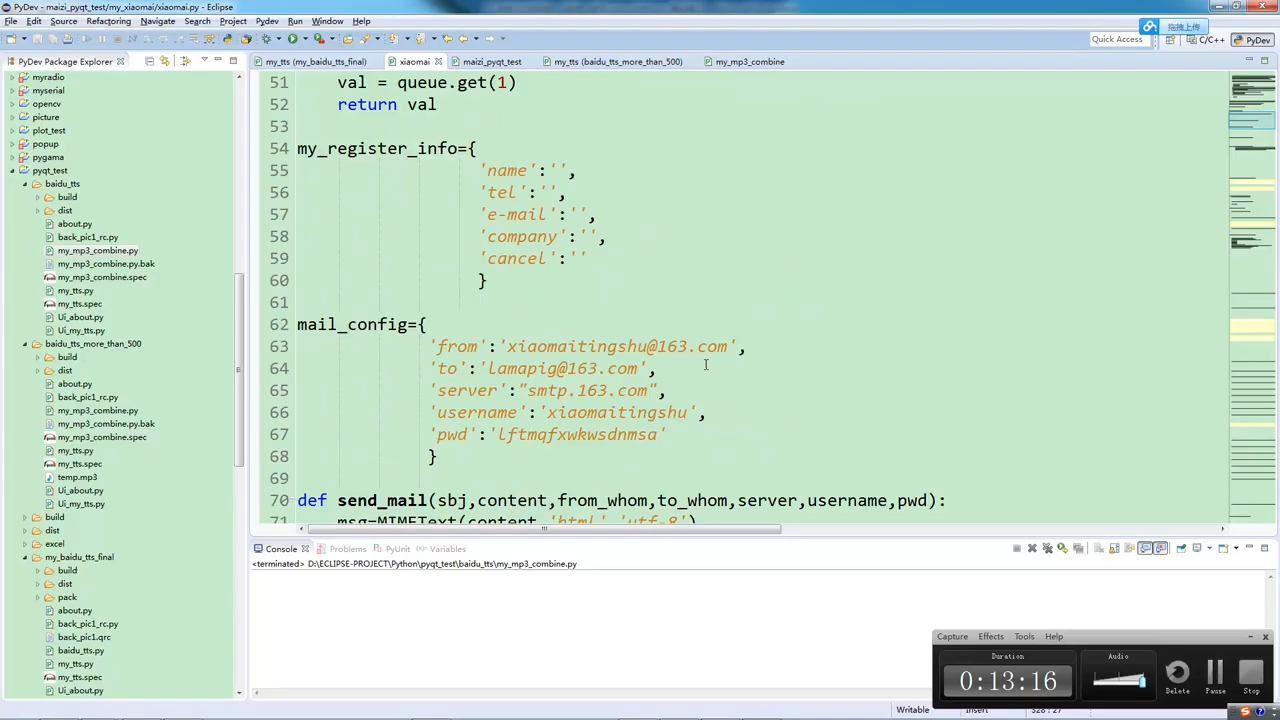 PyDev - maizi_pyqt_test/my_xiaomai/xiaomai.py - Eclipse
File Edit Source Refactoring Navigate Search Project Pydev Run Window Help
拖拽上传
Quick Access
C/C++
PyDev
PyDev Package Explorer
my_tts (my_baidu_tts_final)
xiaomai
maizi_pyqt_test
my_tts (baidu_tts_more_than_500)
my_mp3_combine
myradio
myserial
opencv
picture
plot_test
popup
pygama
pyqt_test
baidu_tts
build
dist
about.py
back_pic1_rc.py
my_mp3_combine.py
my_mp3_combine.py.bak
my_mp3_combine.spec
my_tts.py
my_tts.spec
Ui_about.py
Ui_my_tts.py
baidu_tts_more_than_500
build
dist
about.py
back_pic1_rc.py
my_mp3_combine.py
my_mp3_combine.py.bak
my_mp3_combine.spec
my_tts.py
my_tts.spec
temp.mp3
Ui_about.py
Ui_my_tts.py
build
dist
excel
my_baidu_tts_final
build
dist
pack
about.py
back_pic1_rc.py
back_pic1.qrc
baidu_tts.py
my_tts.py
my_tts.spec
Ui_about.py
51 val = queue.get(1)
52 return val
53
54 my_register_info={
55 'name':'',
56 'tel':'',
57 'e-mail':'',
58 'company':'',
59 'cancel':''
60 }
61
62 mail_config={
63 'from':'xiaomaitingshu@163.com',
64 'to':'lamapig@163.com',
65 'server':"smtp.163.com",
66 'username':'xiaomaitingshu',
67 'pwd':'lftmqfxwkwsdnmsa'
68 }
69
70 def send_mail(sbj,content,from_whom,to_whom,server,username,pwd):
71 msg=MIMEText(content,'html','utf-8')
Console Problems PyUnit Variables
<terminated> D:\ECLIPSE-PROJECT\Python\pyqt_test\baidu_tts\my_mp3_combine.py
Capture Effects Tools Help
Duration
0:13:16
Audio
Delete
Pause
Stop
Writable
Insert
528 : 27